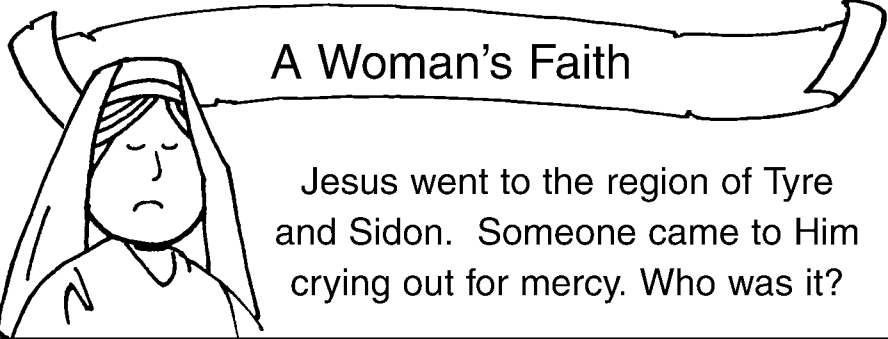 A Woman's Faith
Jesus went to the region of Tyre
and Sidon.  Someone came to Him
crying out for mercy. Who was it?